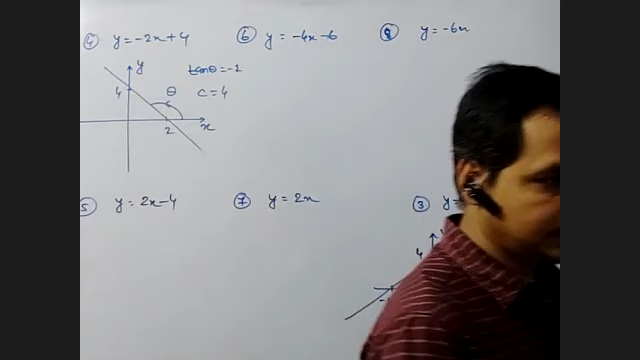 ④ y = -2x + 4
⑥ y = -4x - 6
⑧ y = -6x
y
tanθ = -2
θ
4
c = 4
2
x
⑤ y = 2x - 4
⑦ y = 2x
③ y =
4